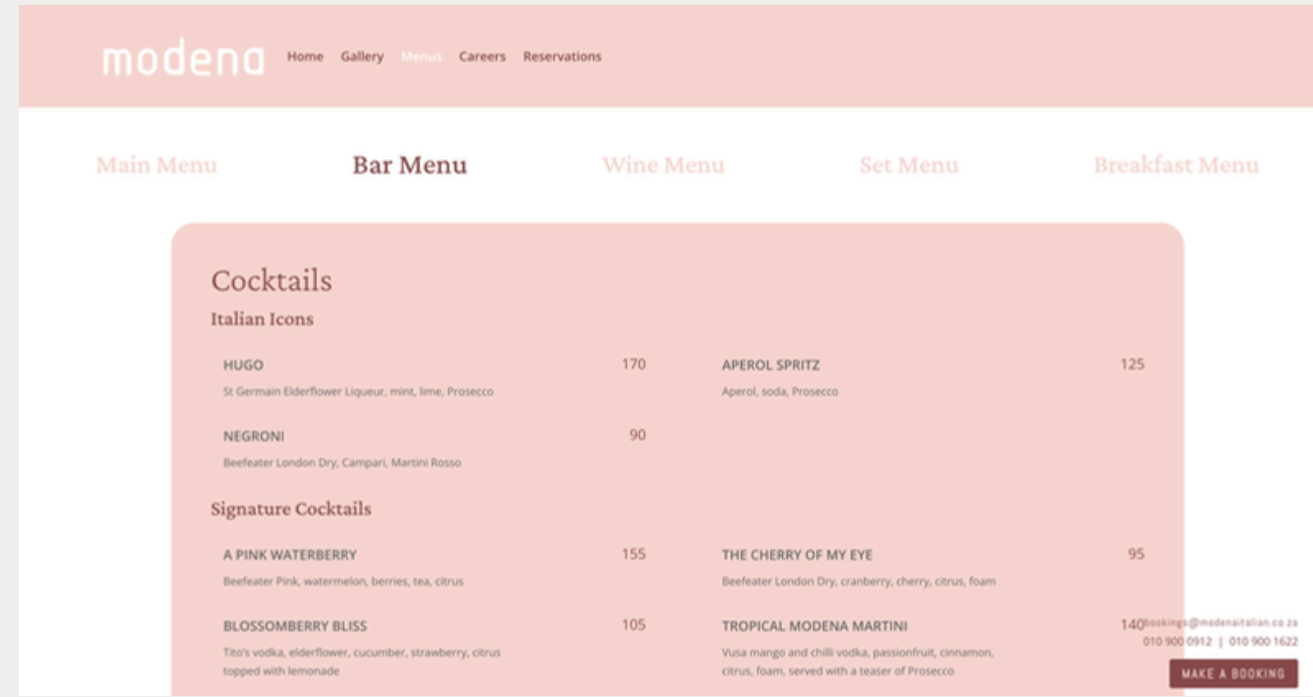 modena
Home Gallery Menus Careers Reservations
Main Menu Bar Menu Wine Menu Set Menu Breakfast Menu
Cocktails
Italian Icons
HUGO 170
St Germain Elderflower Liqueur, mint, lime, Prosecco
APEROL SPRITZ 125
Aperol, soda, Prosecco
NEGRONI 90
Beefeater London Dry, Campari, Martini Rosso
Signature Cocktails
A PINK WATERBERRY 155
Beefeater Pink, watermelon, berries, tea, citrus
THE CHERRY OF MY EYE 95
Beefeater London Dry, cranberry, cherry, citrus, foam
BLOSSOMBERRY BLISS 105
Tito's vodka, elderflower, cucumber, strawberry, citrus
topped with lemonade
TROPICAL MODENA MARTINI 140
Vusa mango and chilli vodka, passionfruit, cinnamon,
citrus, foam, served with a teaser of Prosecco
bookings@modenaitalian.co.za
010 900 0912 | 010 900 1622
MAKE A BOOKING